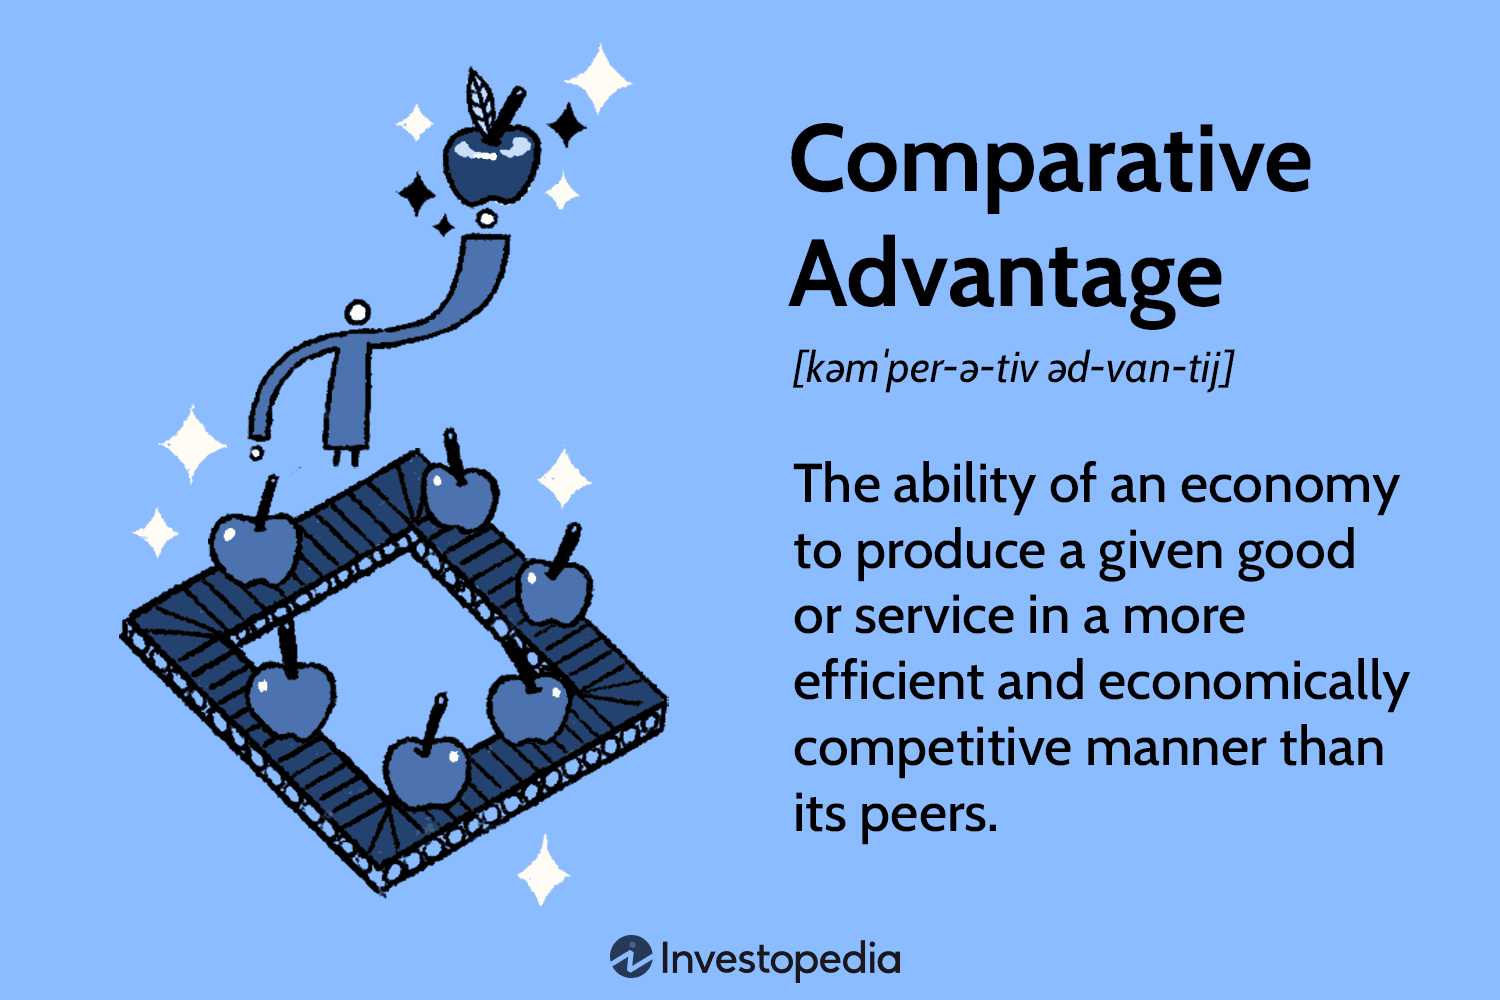 Comparative
Advantage
[kəmˈper-ə-tiv əd-van-tij]
The ability of an economy
to produce a given good
or service in a more
efficient and economically
competitive manner than
its peers.
Investopedia